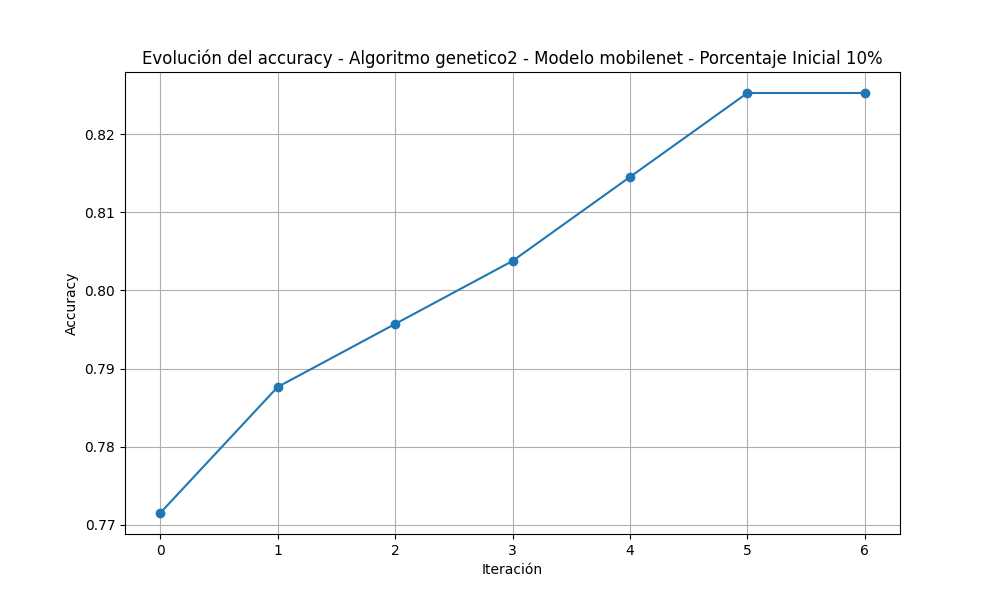 Evolución del accuracy - Algoritmo genetico2 - Modelo mobilenet - Porcentaje Inicial 10%
Accuracy
0.82
0.81
0.80
0.79
0.78
0.77
0 1 2 3 4 5 6
Iteración